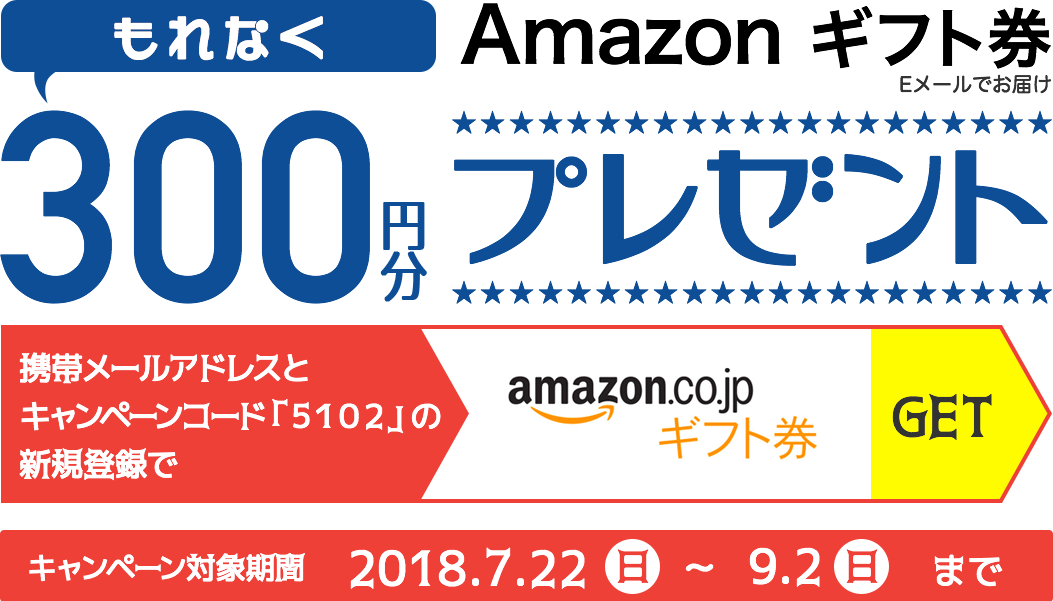 もれなく
Amazon ギフト券
Eメールでお届け
300円分
★★★★★★★★★★★★★★★★★★★★★
プレゼント
★★★★★★★★★★★★★★★★★★★★★
携帯メールアドレスと
キャンペーンコード「5102」の
新規登録で
amazon.co.jp
ギフト券
GET
キャンペーン対象期間 2018.7.22 日 ~ 9.2 日 まで